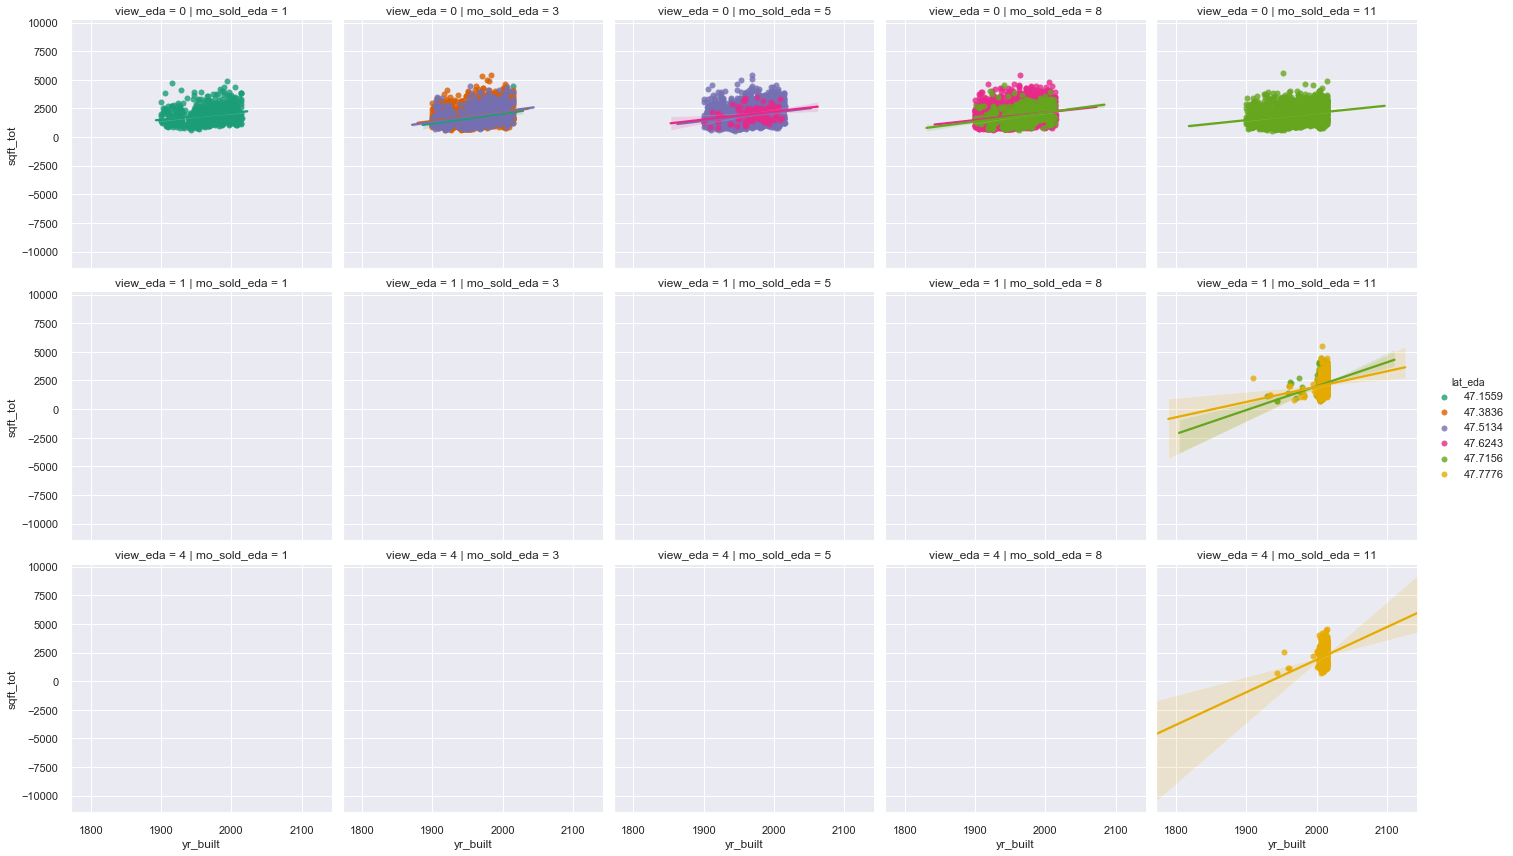 view_eda = 0 | mo_sold_eda = 1
view_eda = 0 | mo_sold_eda = 3
view_eda = 0 | mo_sold_eda = 5
view_eda = 0 | mo_sold_eda = 8
view_eda = 0 | mo_sold_eda = 11
10000
7500
5000
2500
0
−2500
−5000
−7500
−10000
sqft_tot
view_eda = 1 | mo_sold_eda = 1
view_eda = 1 | mo_sold_eda = 3
view_eda = 1 | mo_sold_eda = 5
view_eda = 1 | mo_sold_eda = 8
view_eda = 1 | mo_sold_eda = 11
10000
7500
5000
2500
0
−2500
−5000
−7500
−10000
sqft_tot
lat_eda
47.1559
47.3836
47.5134
47.6243
47.7156
47.7776
view_eda = 4 | mo_sold_eda = 1
view_eda = 4 | mo_sold_eda = 3
view_eda = 4 | mo_sold_eda = 5
view_eda = 4 | mo_sold_eda = 8
view_eda = 4 | mo_sold_eda = 11
10000
7500
5000
2500
0
−2500
−5000
−7500
−10000
sqft_tot
1800 1900 2000 2100
yr_built
1800 1900 2000 2100
yr_built
1800 1900 2000 2100
yr_built
1800 1900 2000 2100
yr_built
1800 1900 2000 2100
yr_built